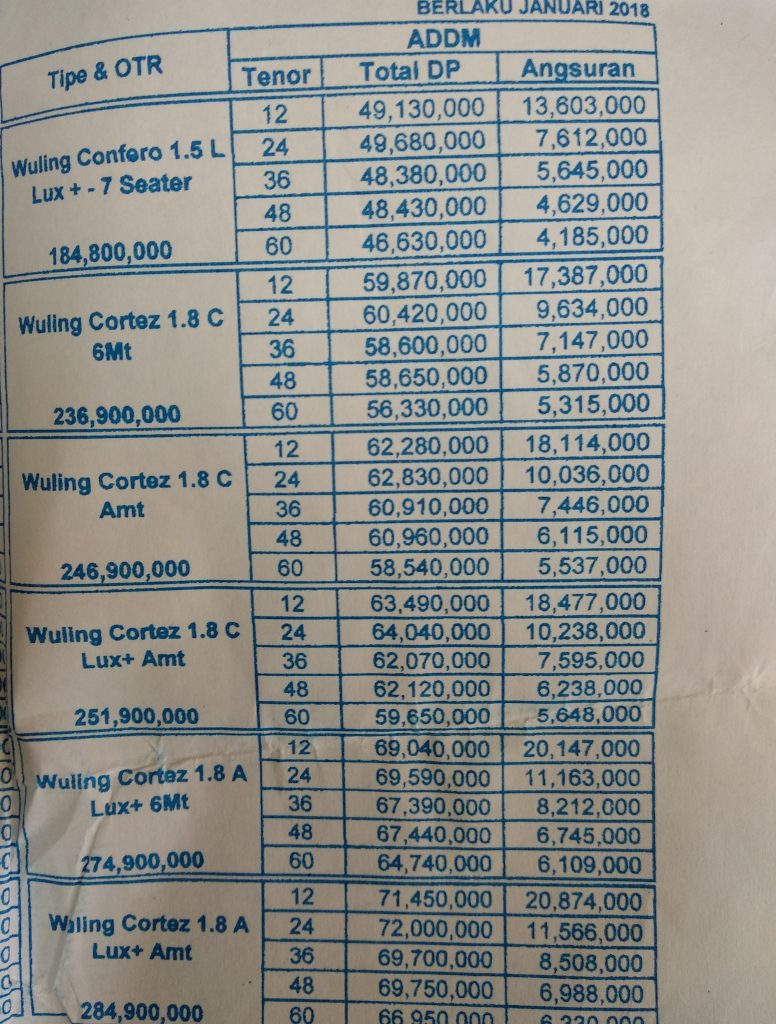 BERLAKU JANUARI 2018
Tipe & OTR
ADDM
Tenor Total DP Angsuran
Wuling Confero 1.5 L
Lux + - 7 Seater
184,800,000
12 49,130,000 13,603,000
24 49,680,000 7,612,000
36 48,380,000 5,645,000
48 48,430,000 4,629,000
60 46,630,000 4,185,000
Wuling Cortez 1.8 C
6Mt
236,900,000
12 59,870,000 17,387,000
24 60,420,000 9,634,000
36 58,600,000 7,147,000
48 58,650,000 5,870,000
60 56,330,000 5,315,000
Wuling Cortez 1.8 C
Amt
246,900,000
12 62,280,000 18,114,000
24 62,830,000 10,036,000
36 60,910,000 7,446,000
48 60,960,000 6,115,000
60 58,540,000 5,537,000
Wuling Cortez 1.8 C
Lux+ Amt
251,900,000
12 63,490,000 18,477,000
24 64,040,000 10,238,000
36 62,070,000 7,595,000
48 62,120,000 6,238,000
60 59,650,000 5,648,000
Wuling Cortez 1.8 A
Lux+ 6Mt
274,900,000
12 69,040,000 20,147,000
24 69,590,000 11,163,000
36 67,390,000 8,212,000
48 67,440,000 6,745,000
60 64,740,000 6,109,000
Wuling Cortez 1.8 A
Lux+ Amt
284,900,000
12 71,450,000 20,874,000
24 72,000,000 11,566,000
36 69,700,000 8,508,000
48 69,750,000 6,988,000
60 66,950,000